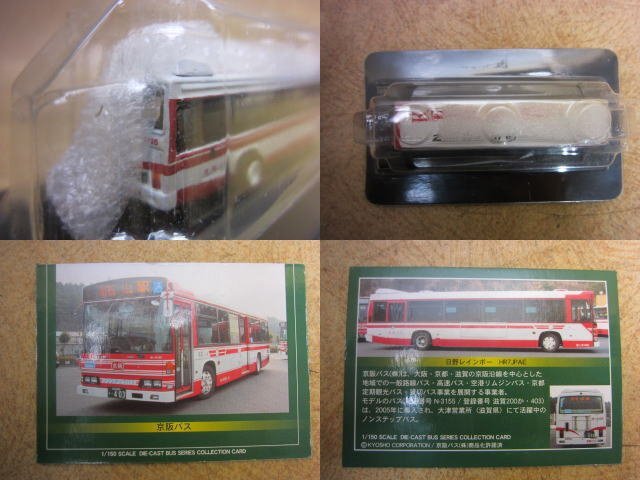 京阪バス
1/150 SCALE DIE-CAST BUS SERIES COLLECTION CARD
日野レインボー HR7JPAE
京阪バス(株)は、大阪・京都・滋賀の京阪沿線を中心とした
地域での一般路線バス・高速バス・空港リムジンバス・京都
定期観光バス・貸切バス事業を展開する事業者。
モデルのバス( 番号 N-3155 / 登録番号 滋賀200か・403)
は、2005年に導入され、大津営業所(滋賀県)にて活躍中の
ノンステップバス。
1/150 SCALE DIE-CAST BUS SERIES COLLECTION CARD
©KYOSHO CORPORATION / 京阪バス(株)商品化許諾済